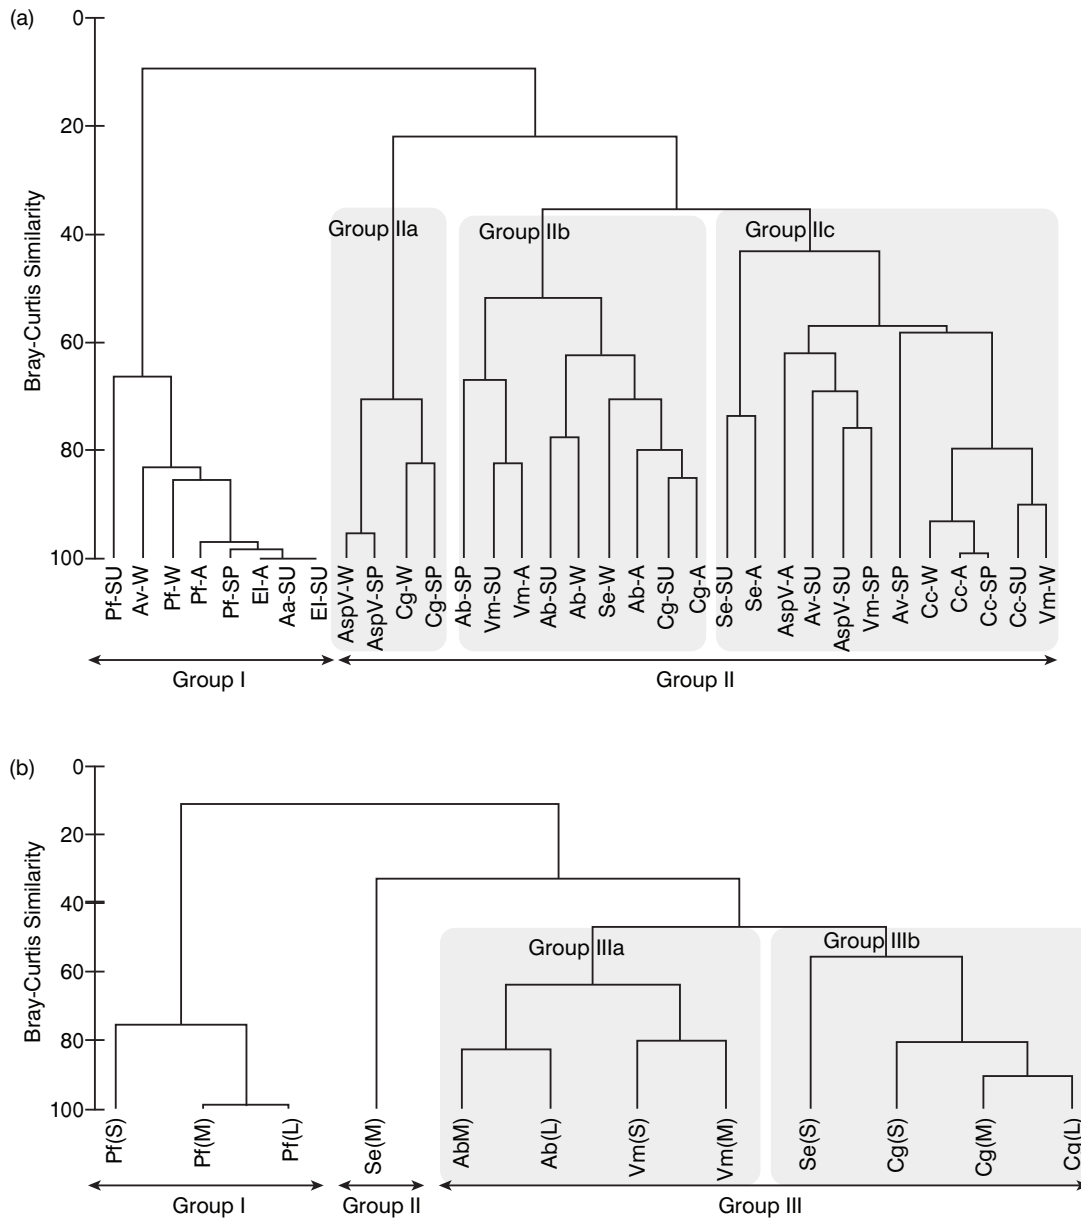 (a)
0
20
40
60
80
100
Bray-Curtis Similarity
Group IIa
Group IIb
Group IIc
Pf-SU
Av-W
Pf-W
Pf-A
Pf-SP
El-A
Aa-SU
El-SU
AspV-W
AspV-SP
Cg-W
Cg-SP
Ab-SP
Vm-SU
Vm-A
Ab-SU
Ab-W
Se-W
Ab-A
Cg-SU
Cg-A
Se-SU
Se-A
AspV-A
Av-SU
AspV-SU
Vm-SP
Av-SP
Cc-W
Cc-A
Cc-SP
Cc-SU
Vm-W
Group I
Group II
(b)
0
20
40
60
80
100
Bray-Curtis Similarity
Group IIIa
Group IIIb
Pf(S)
Pf(M)
Pf(L)
Se(M)
AbM)
Ab(L)
Vm(S)
Vm(M)
Se(S)
Cg(S)
Cg(M)
Cg(L)
Group I
Group II
Group III